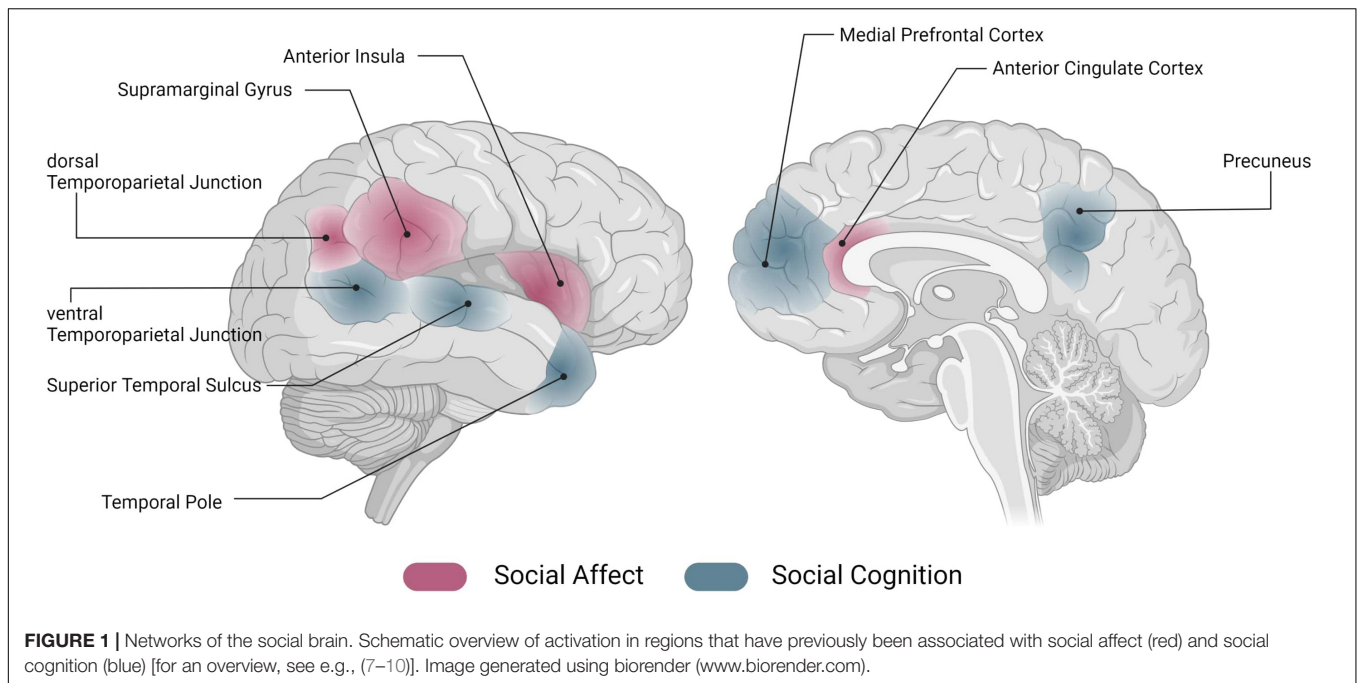 Medial Prefrontal Cortex
Anterior Insula
Anterior Cingulate Cortex
Supramarginal Gyrus
dorsal
Temporoparietal Junction
Precuneus
ventral
Temporoparietal Junction
Superior Temporal Sulcus
Temporal Pole
Social Affect
Social Cognition
FIGURE 1 | Networks of the social brain. Schematic overview of activation in regions that have previously been associated with social affect (red) and social
cognition (blue) [for an overview, see e.g., (7–10)]. Image generated using biorender (www.biorender.com).